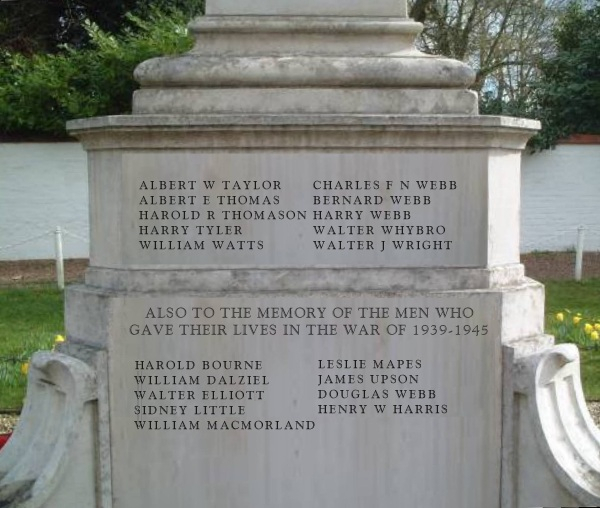 ALBERT W TAYLOR
ALBERT E THOMAS
HAROLD R THOMASON
HARRY TYLER
WILLIAM WATTS
CHARLES F N WEBB
BERNARD WEBB
HARRY WEBB
WALTER WHYBRO
WALTER J WRIGHT
ALSO TO THE MEMORY OF THE MEN WHO
GAVE THEIR LIVES IN THE WAR OF 1939-1945
HAROLD BOURNE
WILLIAM DALZIEL
WALTER ELLIOTT
SIDNEY LITTLE
WILLIAM MACMORLAND
LESLIE MAPES
JAMES UPSON
DOUGLAS WEBB
HENRY W HARRIS